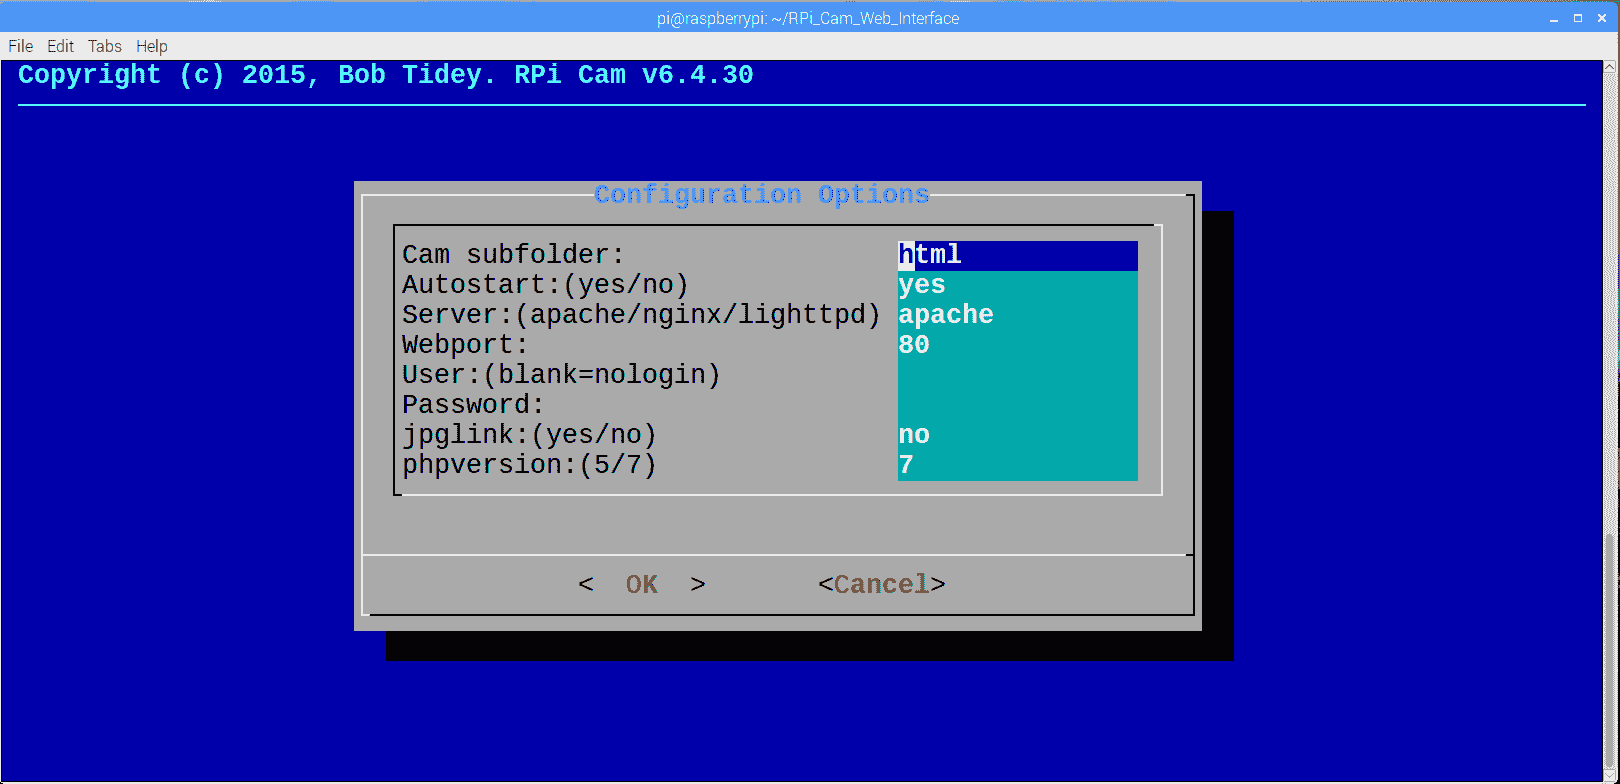 pi@raspberrypi: ~/RPi_Cam_Web_Interface
File Edit Tabs Help
Copyright (c) 2015, Bob Tidey. RPi Cam v6.4.30
Configuration Options
Cam subfolder: html
Autostart:(yes/no) yes
Server:(apache/nginx/lighttpd) apache
Webport: 80
User:(blank=nologin)
Password:
jpglink:(yes/no) no
phpversion:(5/7) 7
< OK > <Cancel>